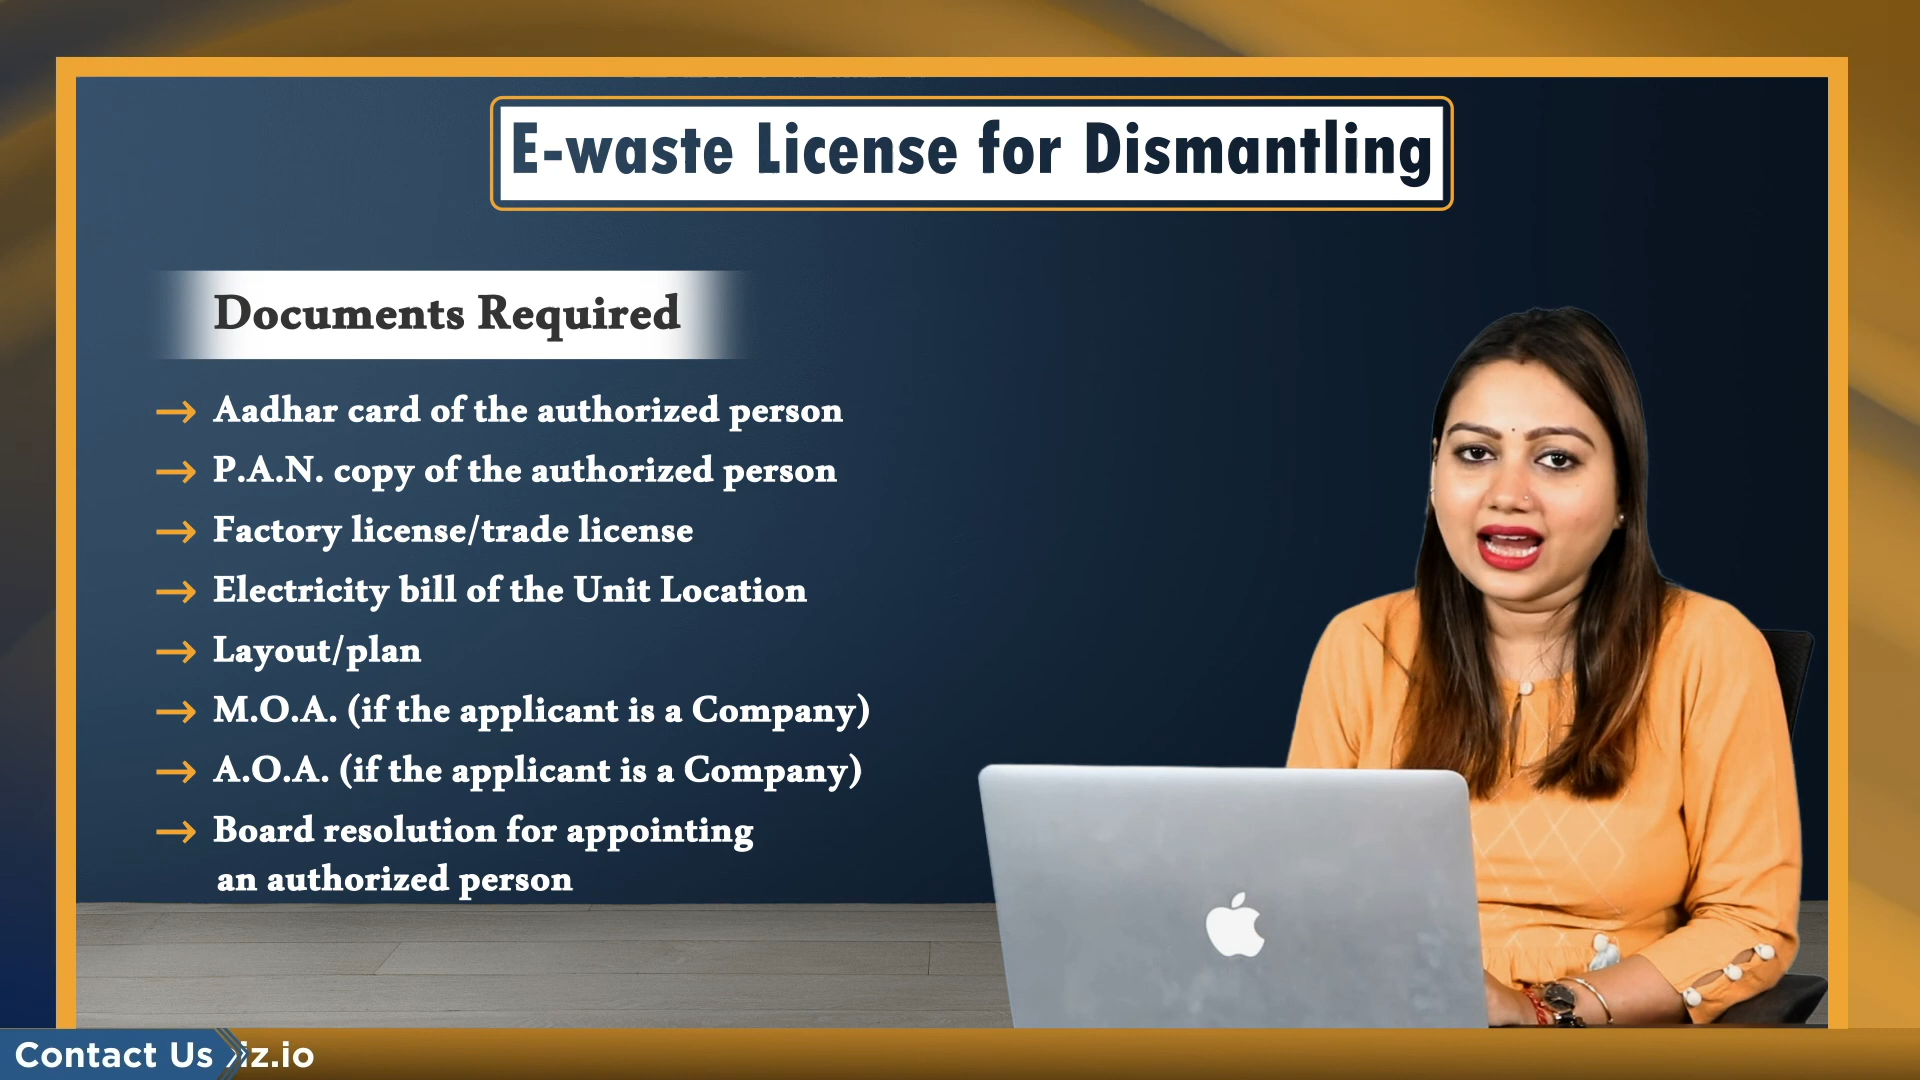 E-waste License for Dismantling
Documents Required
→ Aadhar card of the authorized person
→ P.A.N. copy of the authorized person
→ Factory license/trade license
→ Electricity bill of the Unit Location
→ Layout/plan
→ M.O.A. (if the applicant is a Company)
→ A.O.A. (if the applicant is a Company)
→ Board resolution for appointing
an authorized person
Contact Us iz.io